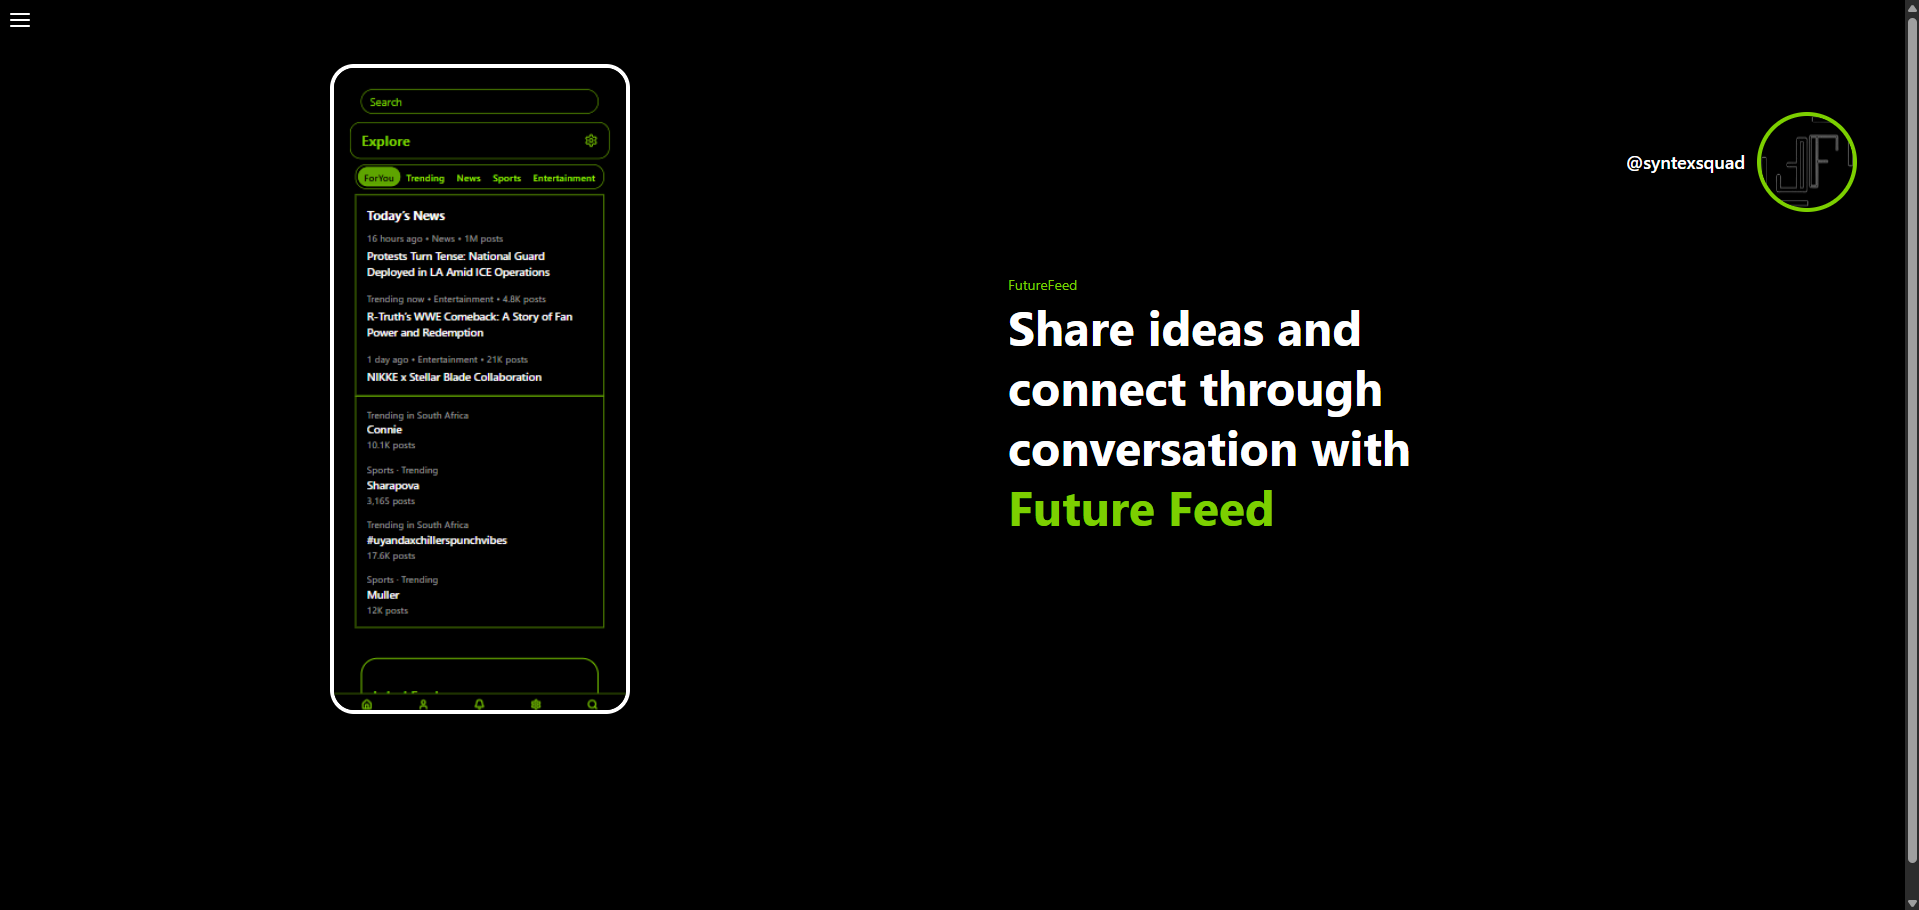 Search
Explore
ForYou Trending News Sports Entertainment
Today's News
16 hours ago • News • 1M posts
Protests Turn Tense: National Guard
Deployed in LA Amid ICE Operations
Trending now • Entertainment • 4.8K posts
R-Truth's WWE Comeback: A Story of Fan
Power and Redemption
1 day ago • Entertainment • 21K posts
NIKKE x Stellar Blade Collaboration
Trending in South Africa
Connie
10.1K posts
Sports · Trending
Sharapova
3,165 posts
Trending in South Africa
#uyandaxchillerspunchvibes
17.6K posts
Sports · Trending
Muller
12K posts
@syntexsquad
FutureFeed
Share ideas and
connect through
conversation with
Future Feed